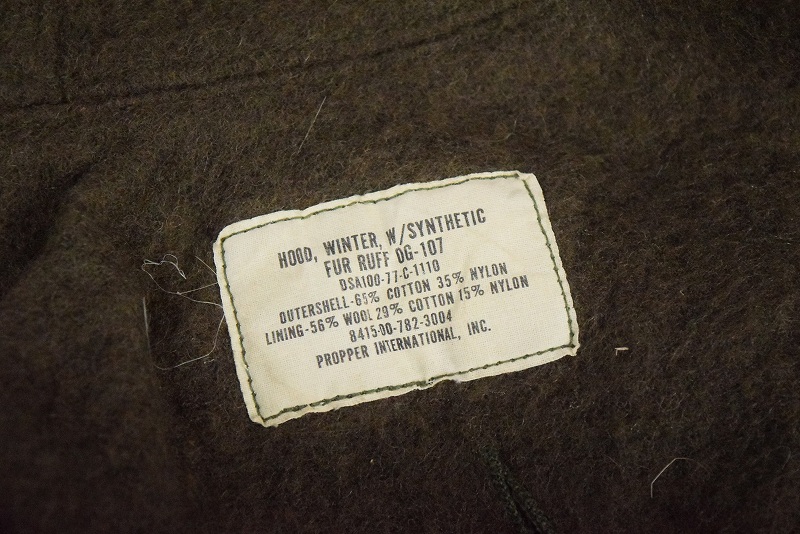 HOOD, WINTER, W/SYNTHETIC
FUR RUFF OG-107
DSA100-77-C-1110
OUTERSHELL-65% COTTON 35% NYLON
LINING-56% WOOL 29% COTTON 15% NYLON
8415-00-782-3004
PROPPER INTERNATIONAL, INC.